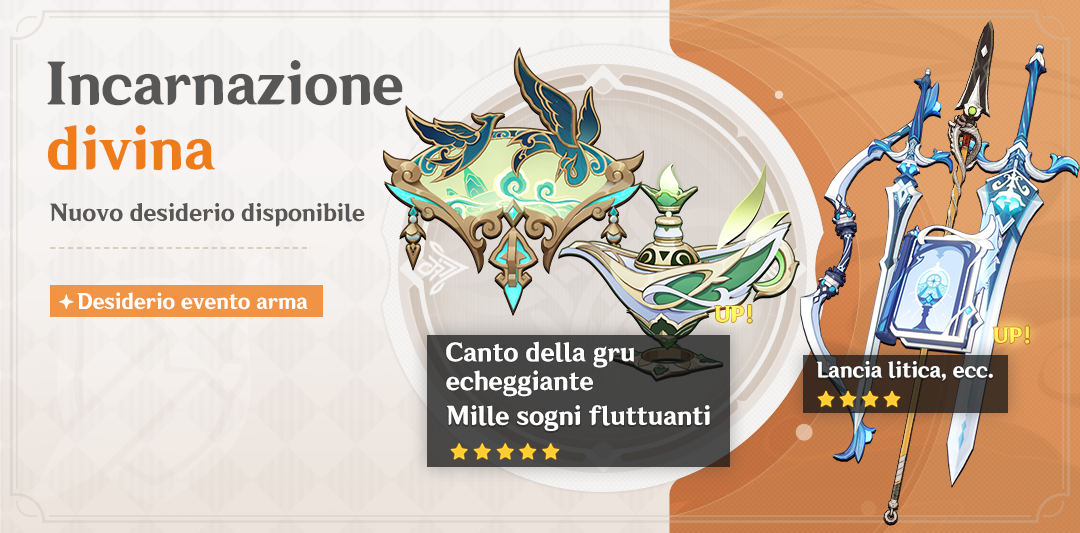 Incarnazione
divina
Nuovo desiderio disponibile
Desiderio evento arma
UP!
Canto della gru
echeggiante
Mille sogni fluttuanti
UP!
Lancia litica, ecc.